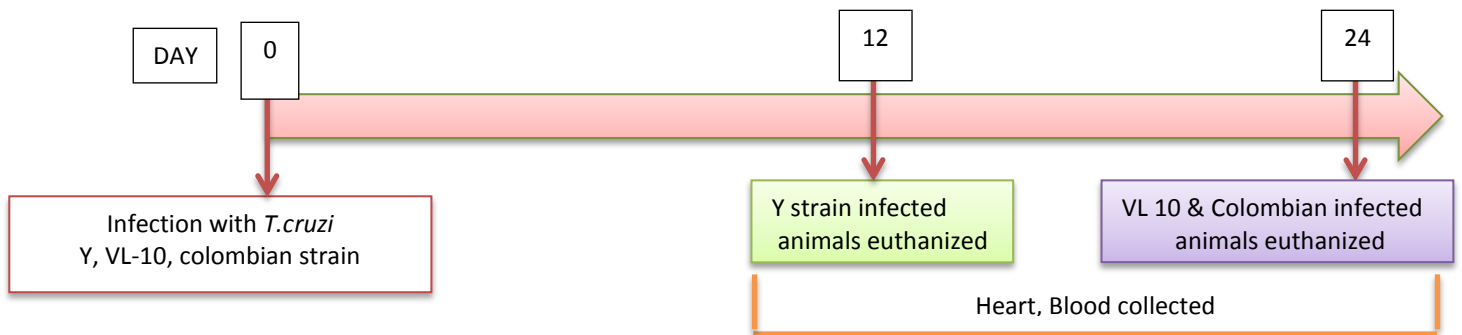 DAY
0
12
24
Infection with T.cruzi
Y, VL-10, colombian strain
Y strain infected
animals euthanized
VL 10 & Colombian infected
animals euthanized
Heart, Blood collected